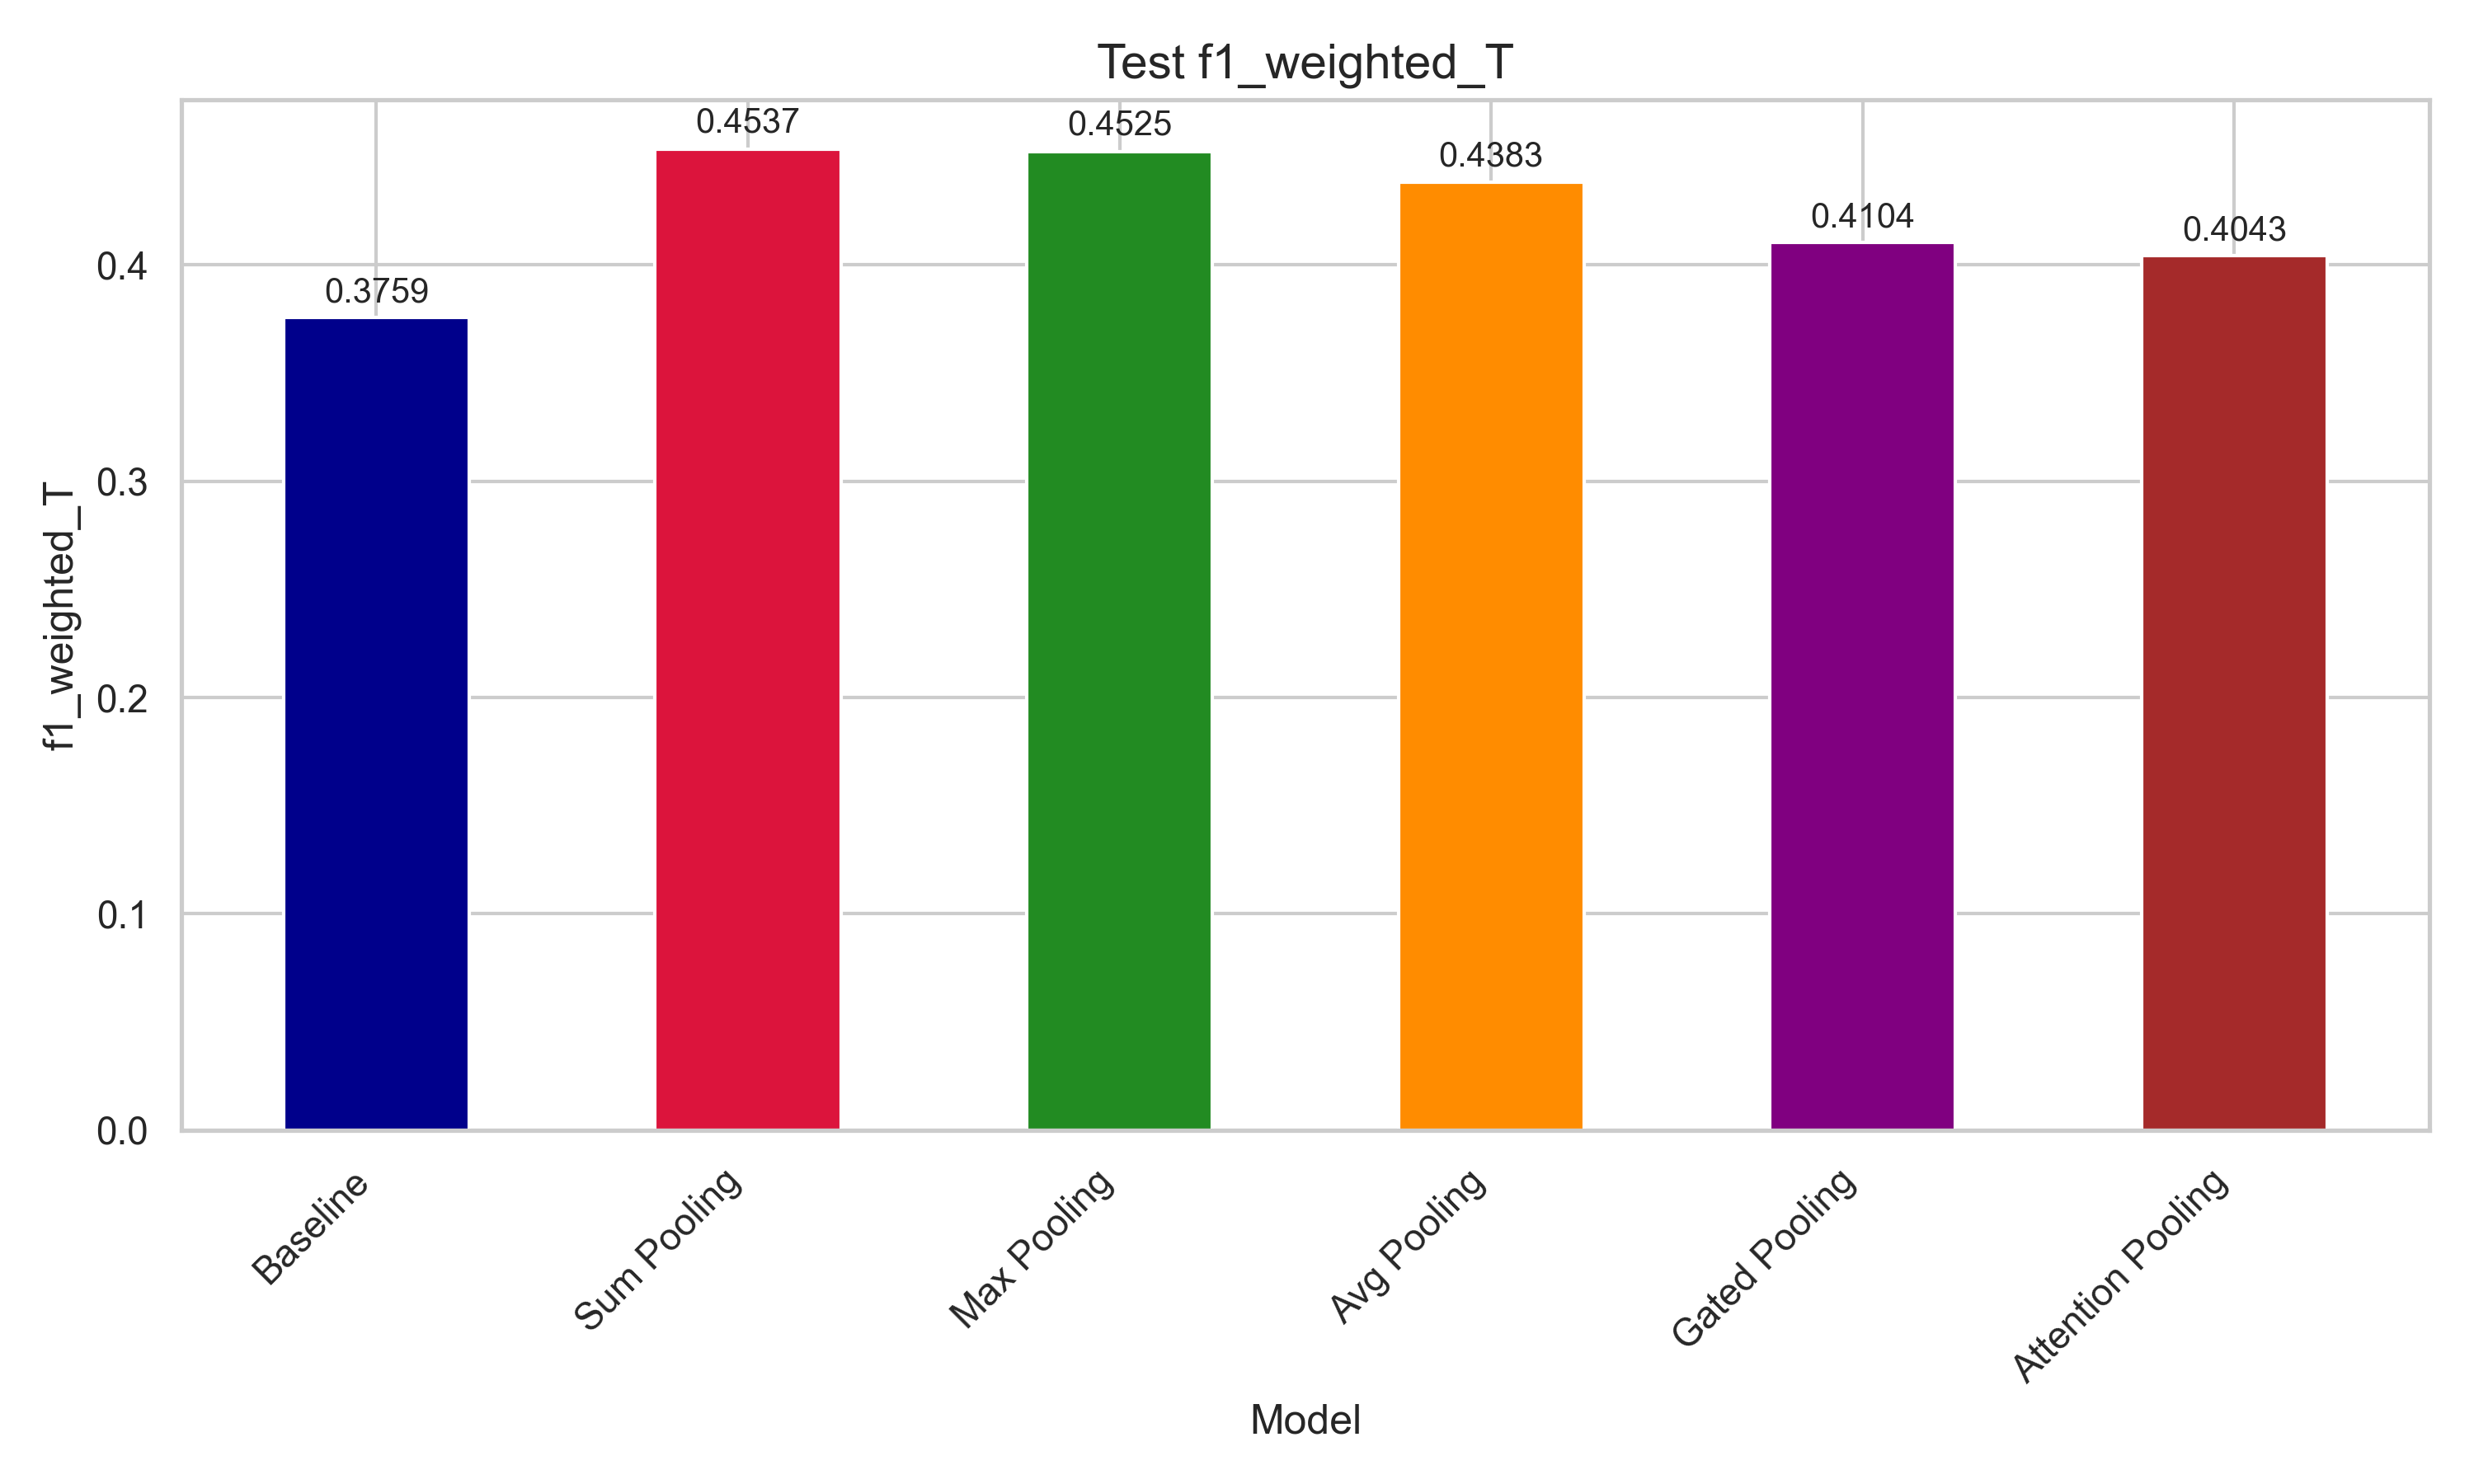 Test f1_weighted_T
0.3759
0.4537
0.4525
0.4383
0.4104
0.4043
f1_weighted_T
0.4
0.3
0.2
0.1
0.0
Baseline
Sum Pooling
Max Pooling
Avg Pooling
Gated Pooling
Attention Pooling
Model